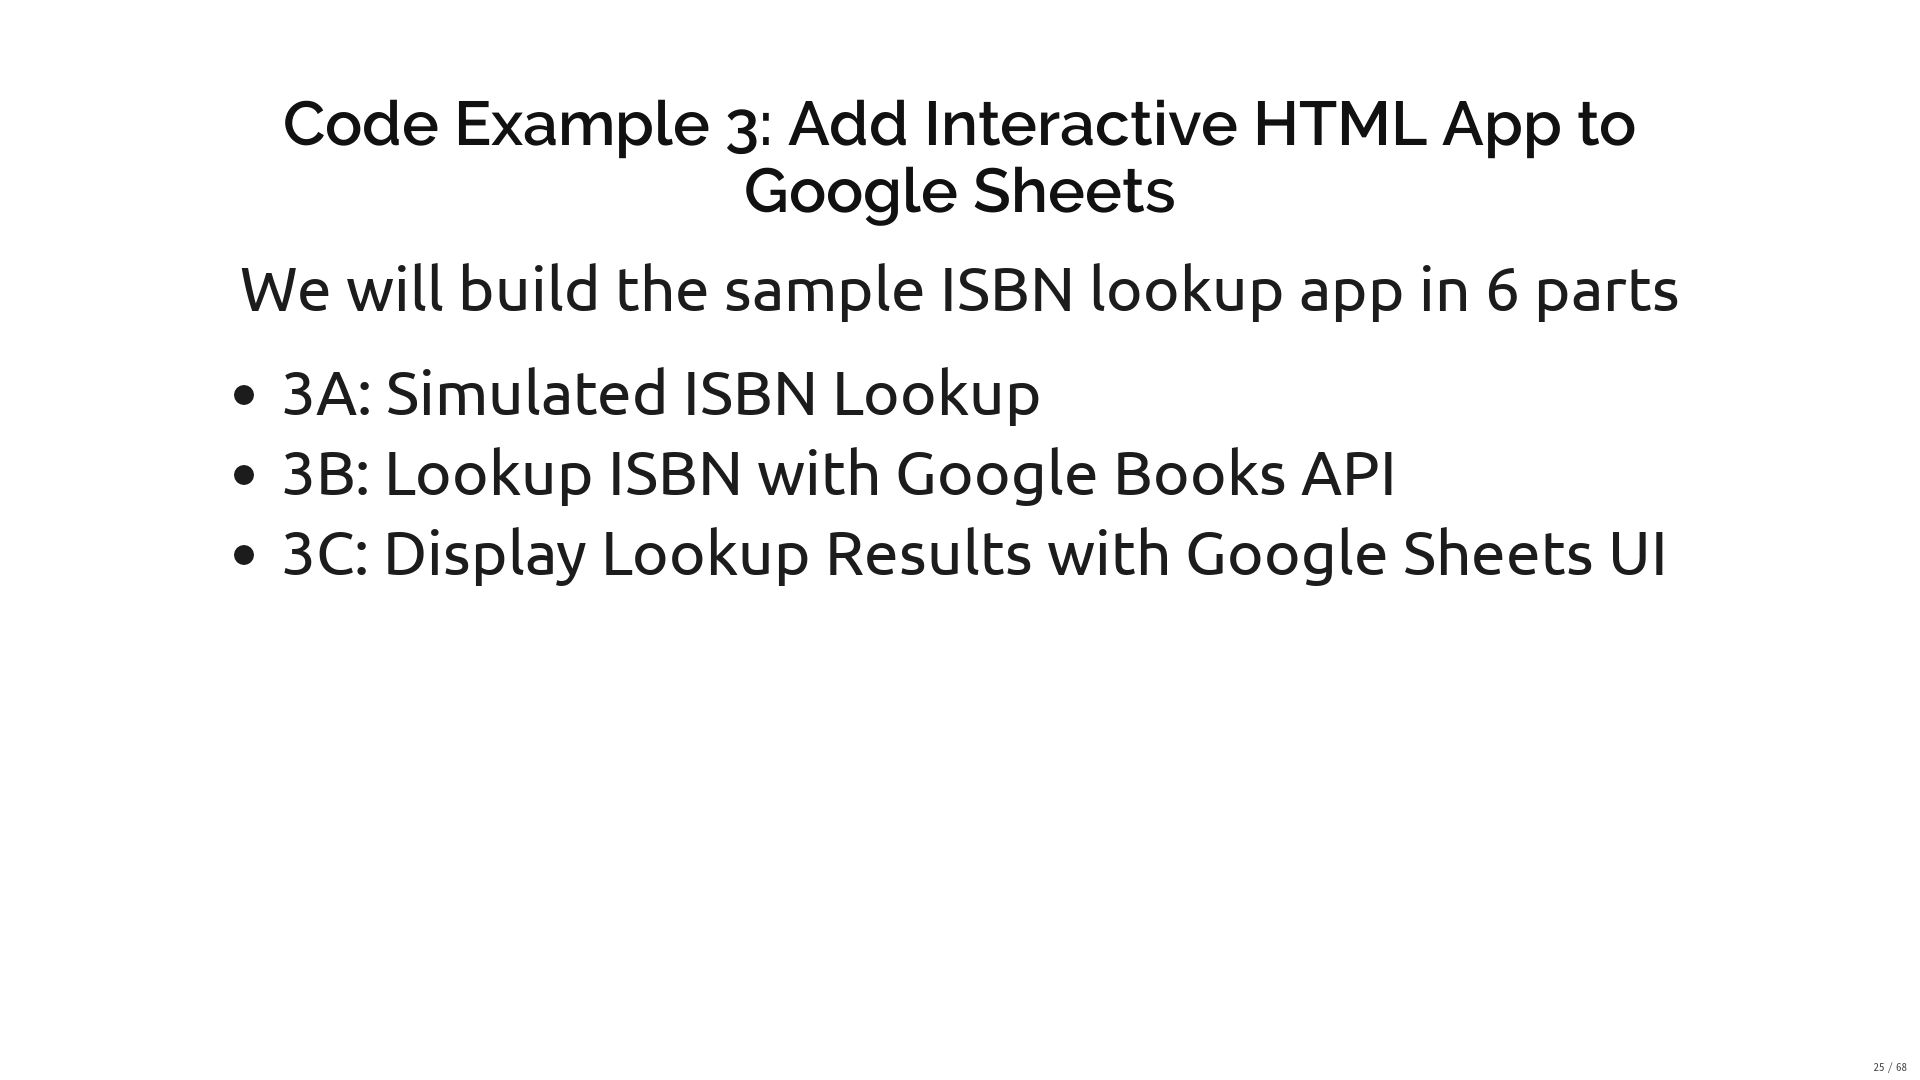 Code Example 3: Add Interactive HTML App to
Google Sheets
We will build the sample ISBN lookup app in 6 parts
• 3A: Simulated ISBN Lookup
• 3B: Lookup ISBN with Google Books API
• 3C: Display Lookup Results with Google Sheets UI
25 / 68